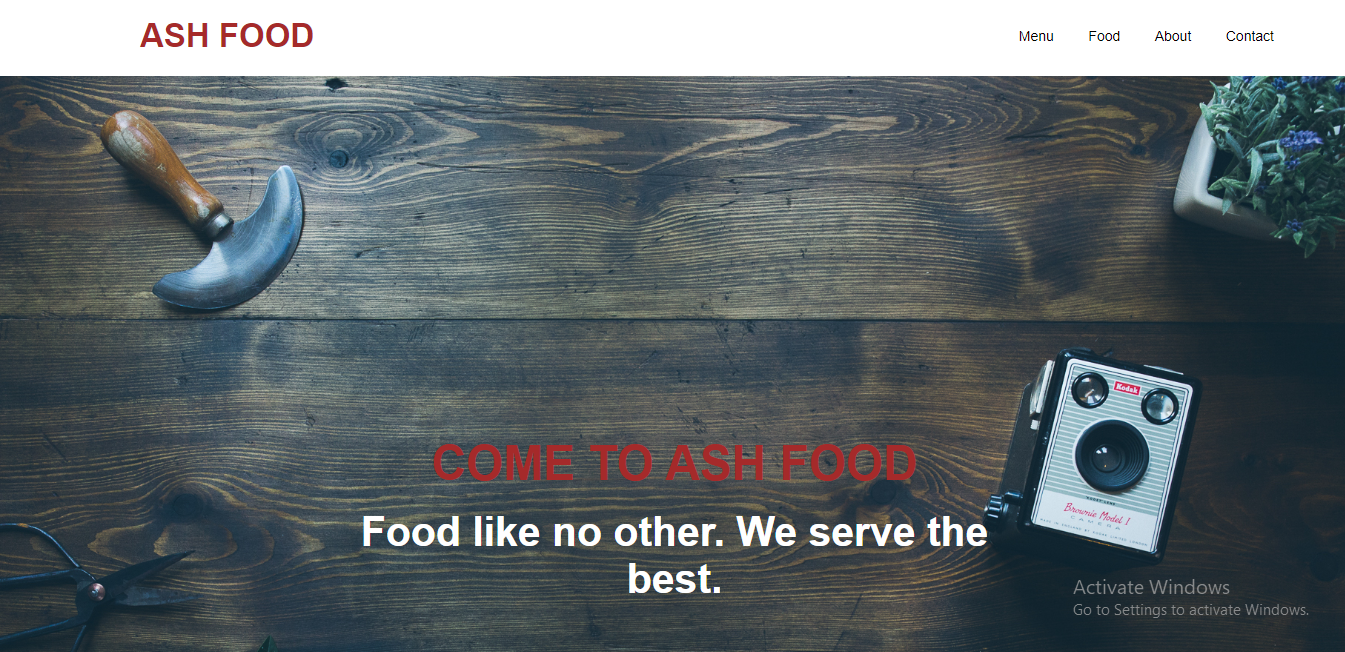 ASH FOOD
Menu Food About Contact
COME TO ASH FOOD
Kodak
Food like no other. We serve the
best.
Brownie Model I
CAMERA
Activate Windows
Go to Settings to activate Windows.